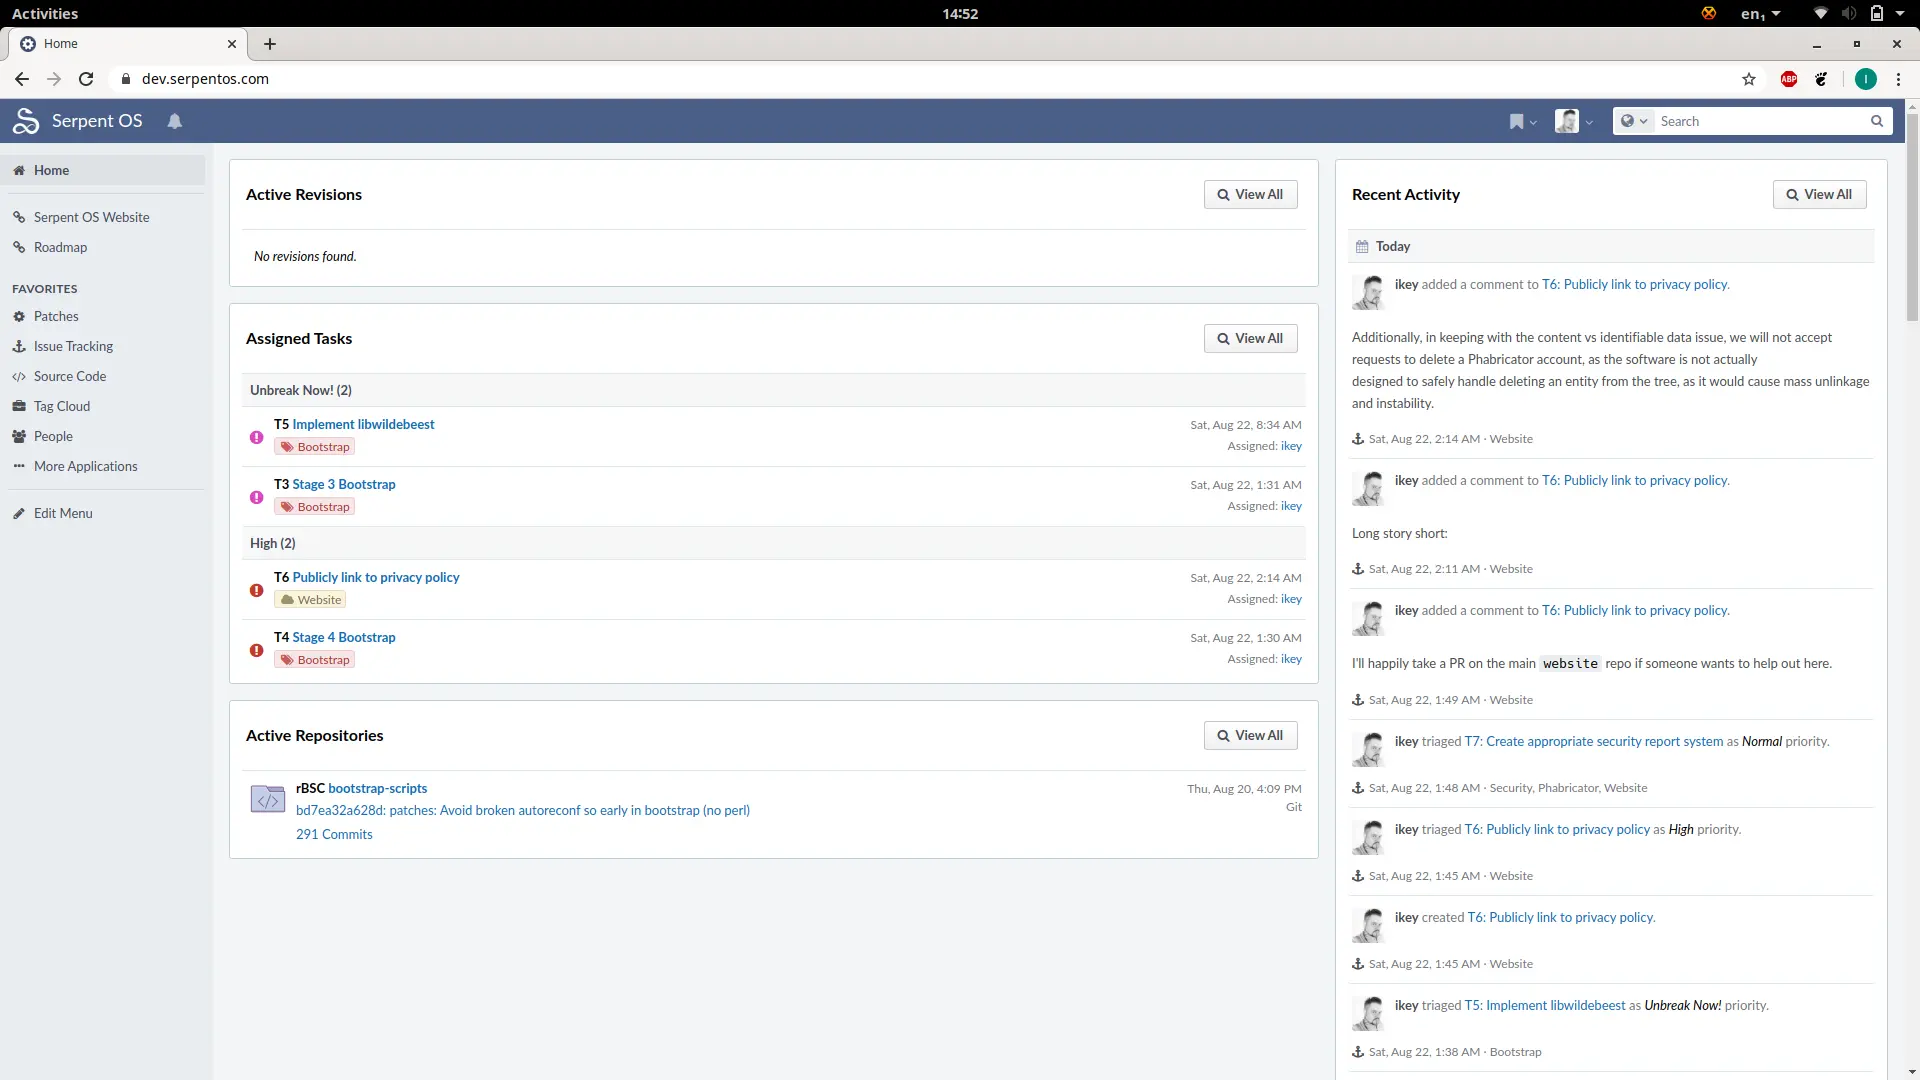 Activities
14:52
en₁
Home
dev.serpentos.com
ABP
I
Serpent OS
Search
Home
Serpent OS Website
Roadmap
FAVORITES
Patches
Issue Tracking
Source Code
Tag Cloud
People
More Applications
Edit Menu
Active Revisions
View All
No revisions found.
Assigned Tasks
View All
Unbreak Now! (2)
T5 Implement libwildebeest
Sat, Aug 22, 8:34 AM
Bootstrap
Assigned: ikey
T3 Stage 3 Bootstrap
Sat, Aug 22, 1:31 AM
Bootstrap
Assigned: ikey
High (2)
T6 Publicly link to privacy policy
Sat, Aug 22, 2:14 AM
Website
Assigned: ikey
T4 Stage 4 Bootstrap
Sat, Aug 22, 1:30 AM
Bootstrap
Assigned: ikey
Active Repositories
View All
rBSC bootstrap-scripts
Thu, Aug 20, 4:09 PM
bd7ea32a628d: patches: Avoid broken autoreconf so early in bootstrap (no perl)
Git
291 Commits
Recent Activity
View All
Today
ikey added a comment to T6: Publicly link to privacy policy.
Additionally, in keeping with the content vs identifiable data issue, we will not accept
requests to delete a Phabricator account, as the software is not actually
designed to safely handle deleting an entity from the tree, as it would cause mass unlinkage
and instability.
Sat, Aug 22, 2:14 AM · Website
ikey added a comment to T6: Publicly link to privacy policy.
Long story short:
Sat, Aug 22, 2:11 AM · Website
ikey added a comment to T6: Publicly link to privacy policy.
I'll happily take a PR on the main website repo if someone wants to help out here.
Sat, Aug 22, 1:49 AM · Website
ikey triaged T7: Create appropriate security report system as Normal priority.
Sat, Aug 22, 1:48 AM · Security, Phabricator, Website
ikey triaged T6: Publicly link to privacy policy as High priority.
Sat, Aug 22, 1:45 AM · Website
ikey created T6: Publicly link to privacy policy.
Sat, Aug 22, 1:45 AM · Website
ikey triaged T5: Implement libwildebeest as Unbreak Now! priority.
Sat, Aug 22, 1:38 AM · Bootstrap